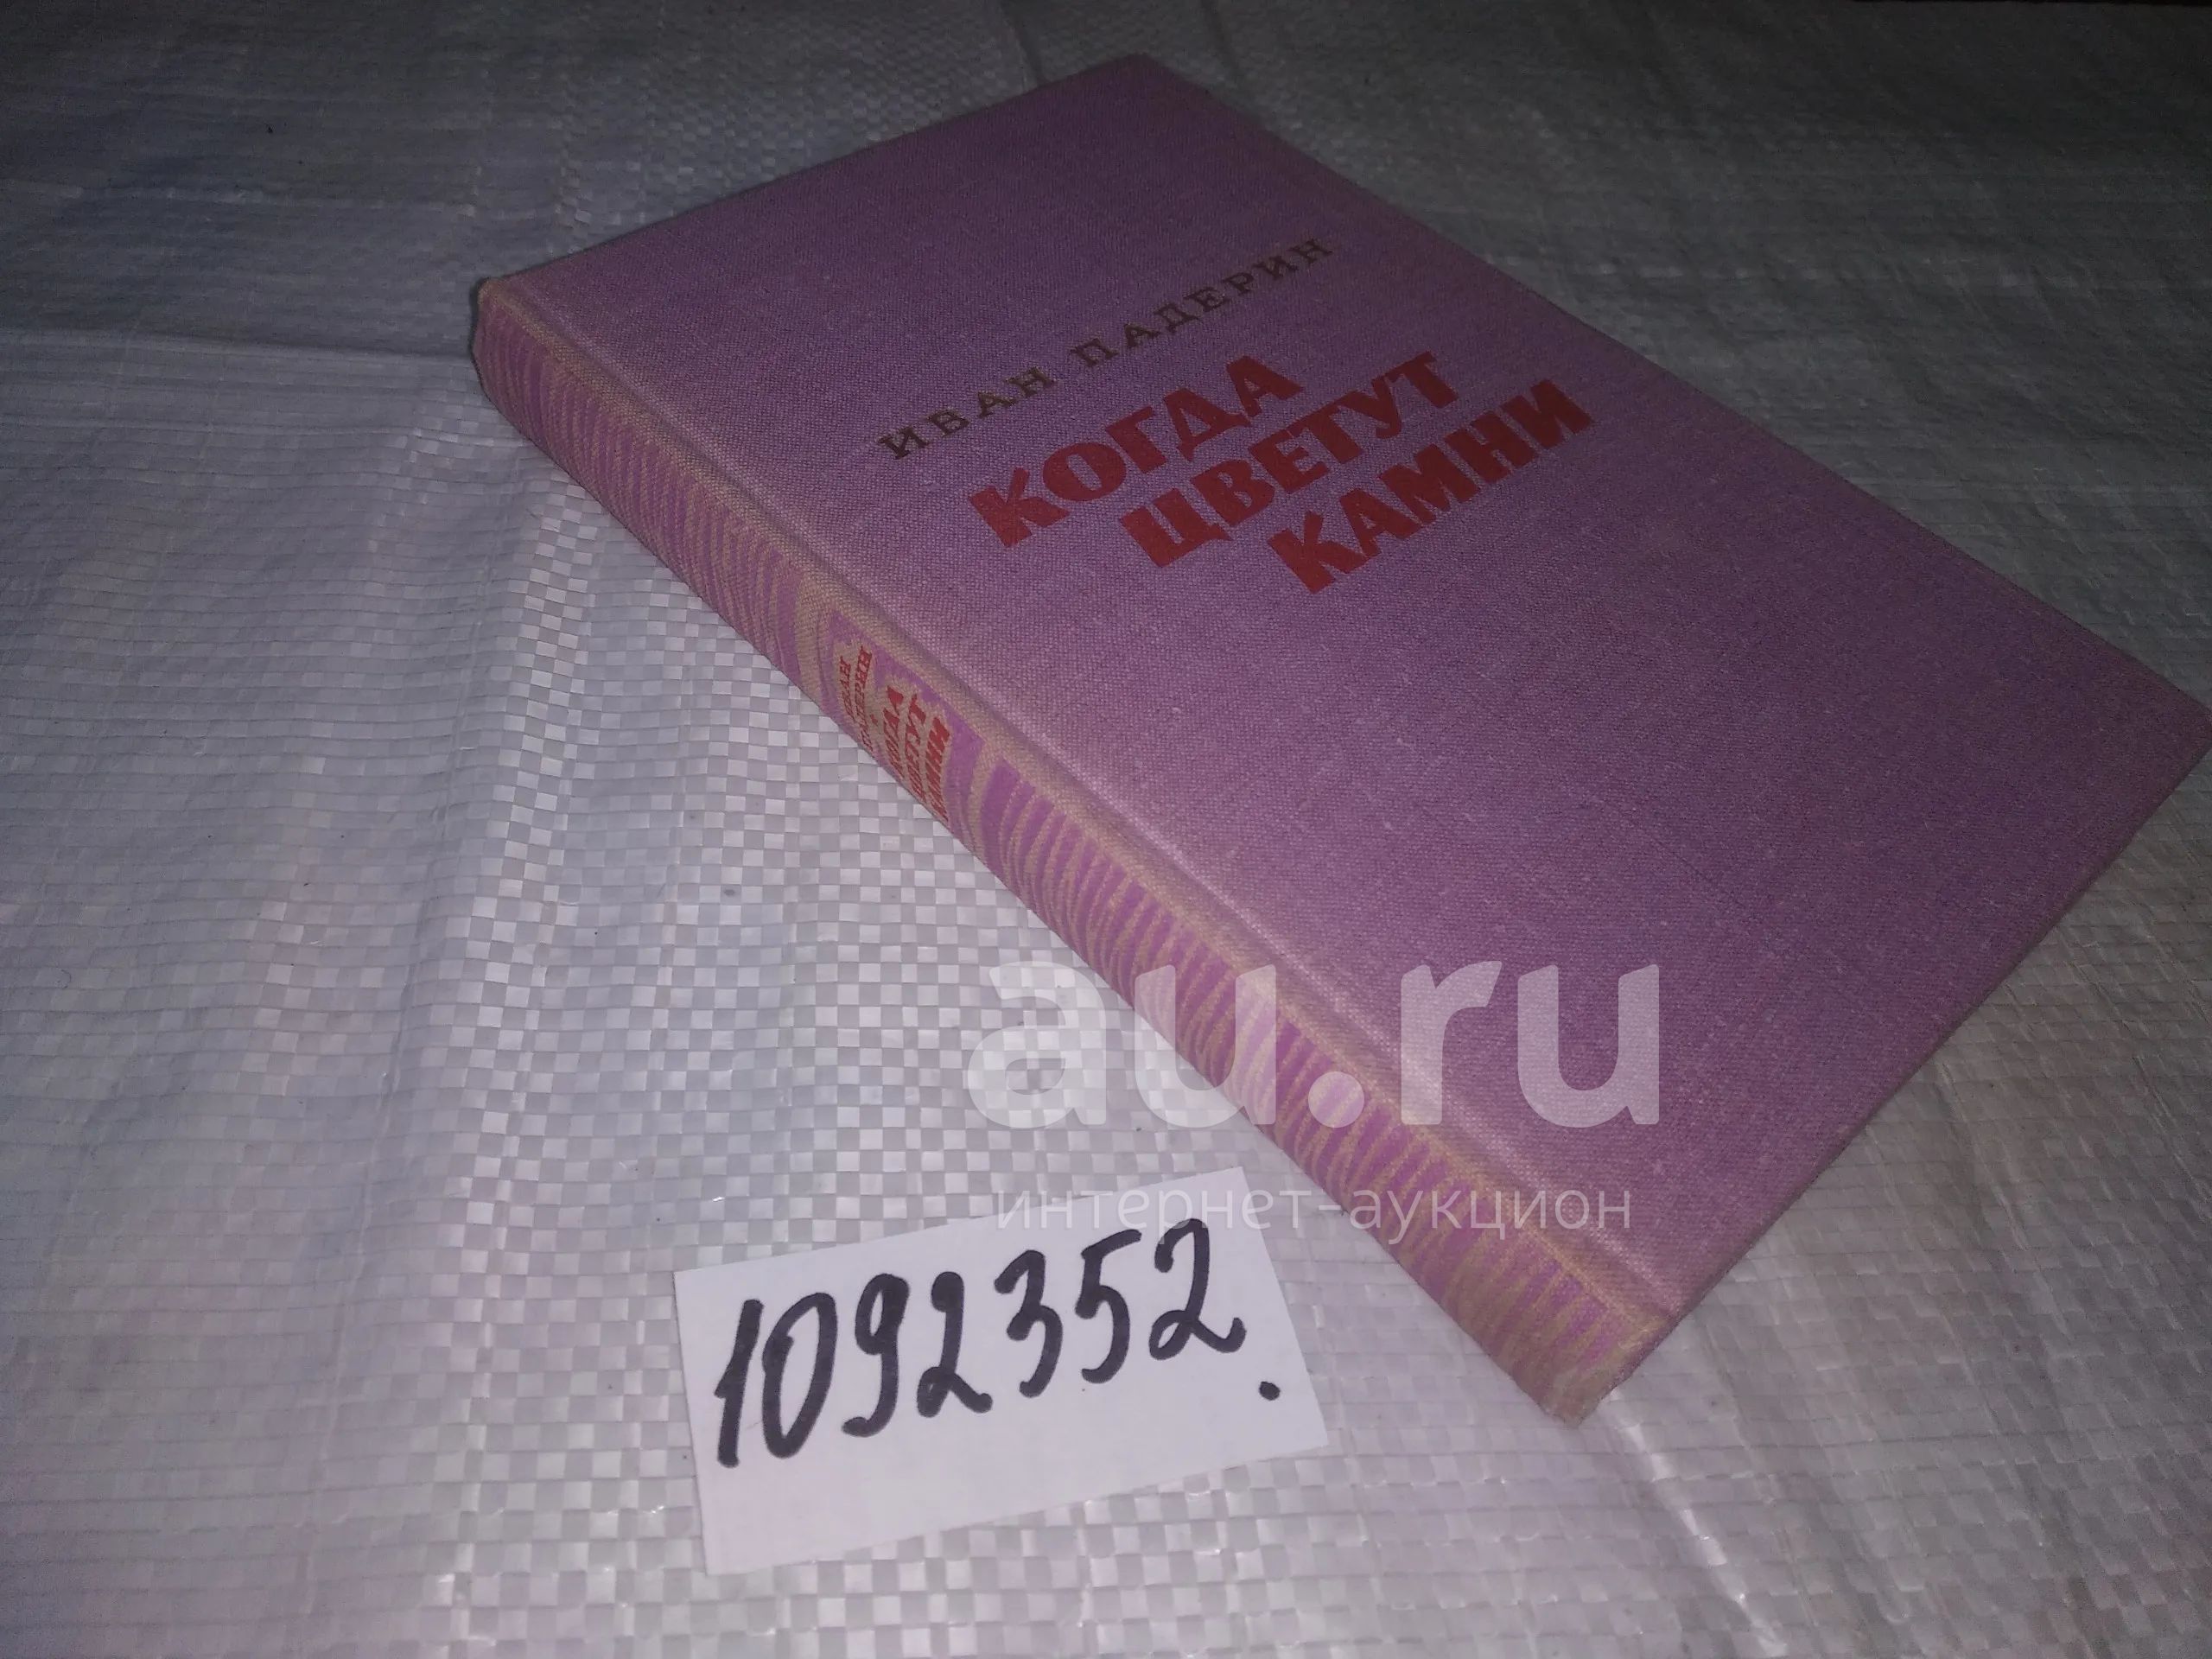 ИВАН ПАДЕРИН
КОГДА
ЦВЕТУТ
КАМНИ
ИВАН
ПАДЕРИН
КОГДА
ЦВЕТУТ
КАМНИ
au.ru
интернет-аукцион
1092352.